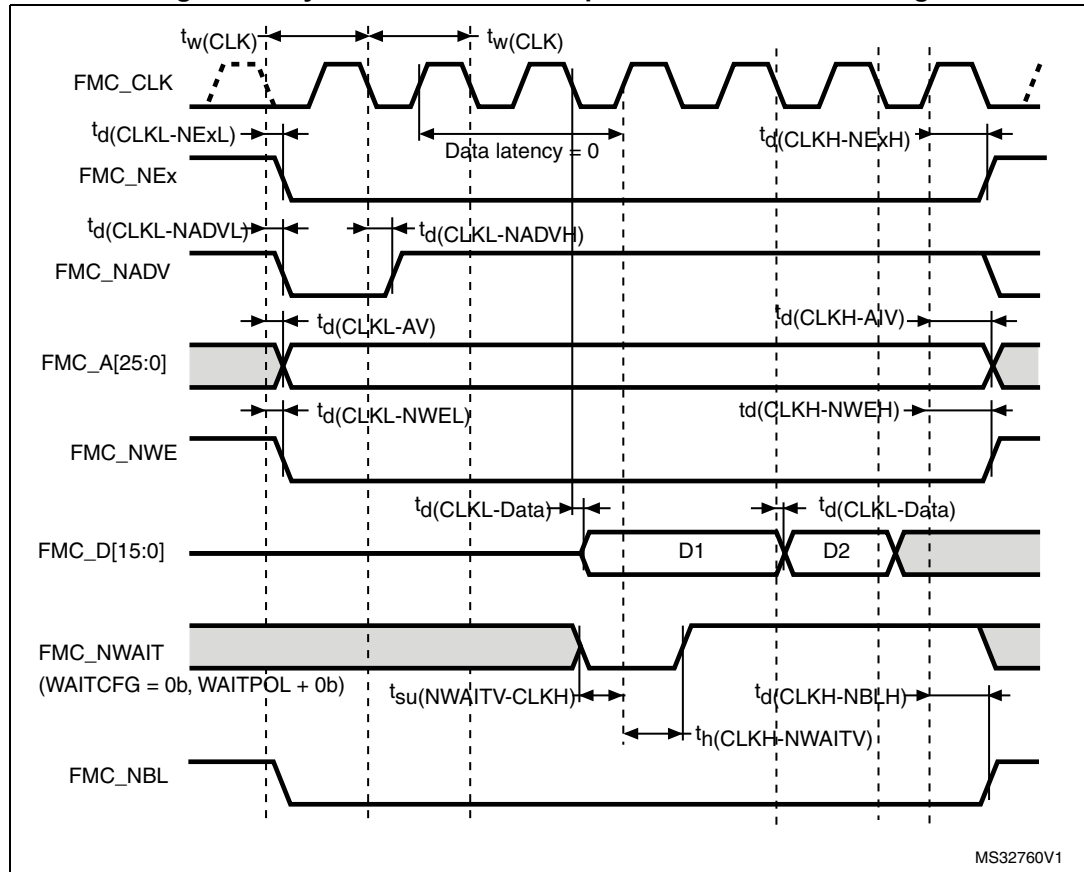 tw(CLK) tw(CLK)
FMC_CLK
td(CLKL-NExL) Data latency = 0 td(CLKH-NExH)
FMC_NEx
td(CLKL-NADVL) td(CLKL-NADVH)
FMC_NADV
td(CLKL-AV) td(CLKH-AIV)
FMC_A[25:0]
td(CLKL-NWEL) td(CLKH-NWEH)
FMC_NWE
td(CLKL-Data) td(CLKL-Data)
FMC_D[15:0] D1 D2
FMC_NWAIT
(WAITCFG = 0b, WAITPOL + 0b)
tsu(NWAITV-CLKH) td(CLKH-NBLH)
th(CLKH-NWAITV)
FMC_NBL
MS32760V1